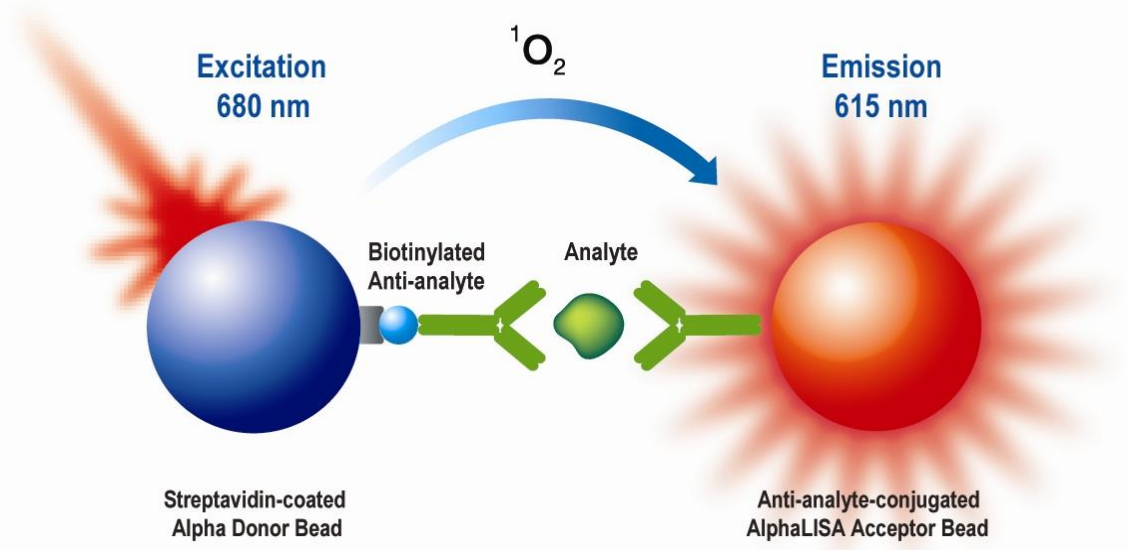 ¹O₂
Excitation
680 nm
Emission
615 nm
Biotinylated
Anti-analyte
Analyte
Streptavidin-coated
Alpha Donor Bead
Anti-analyte-conjugated
AlphaLISA Acceptor Bead